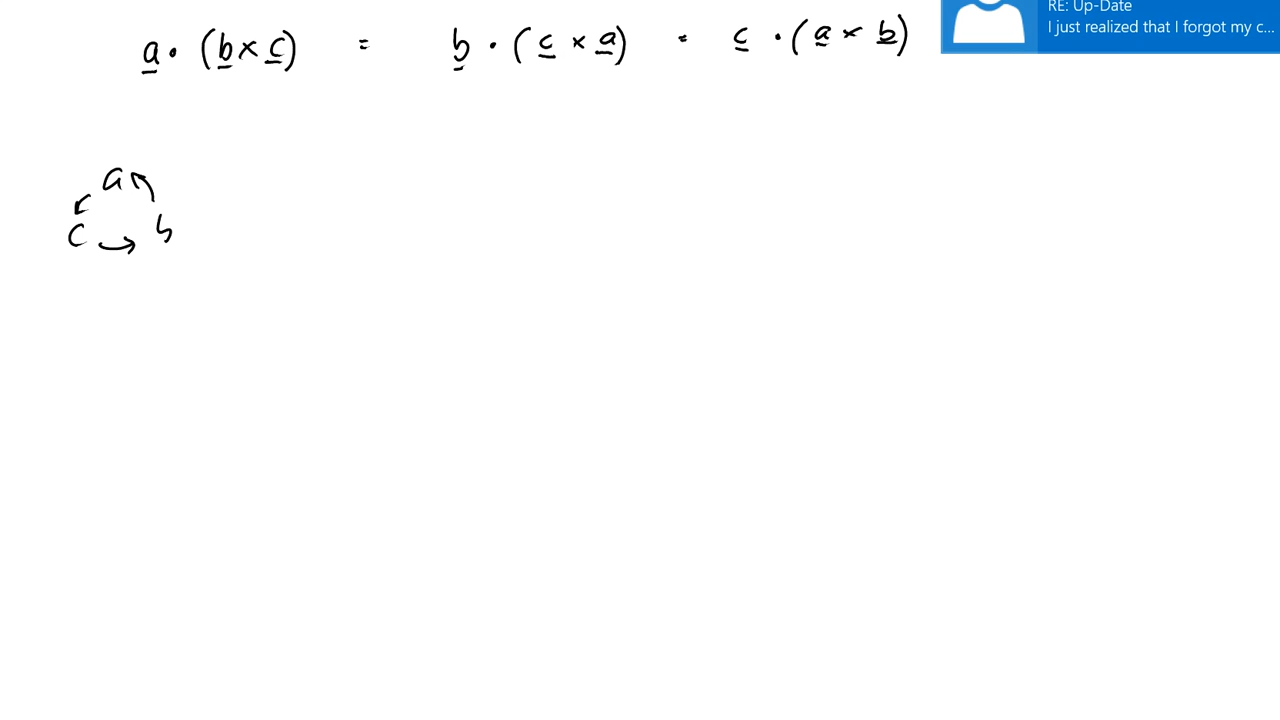 RE: Up-Date
I just realized that I forgot my c...
a · (b × c) = b · (c × a) = c · (a × b)
a
c b